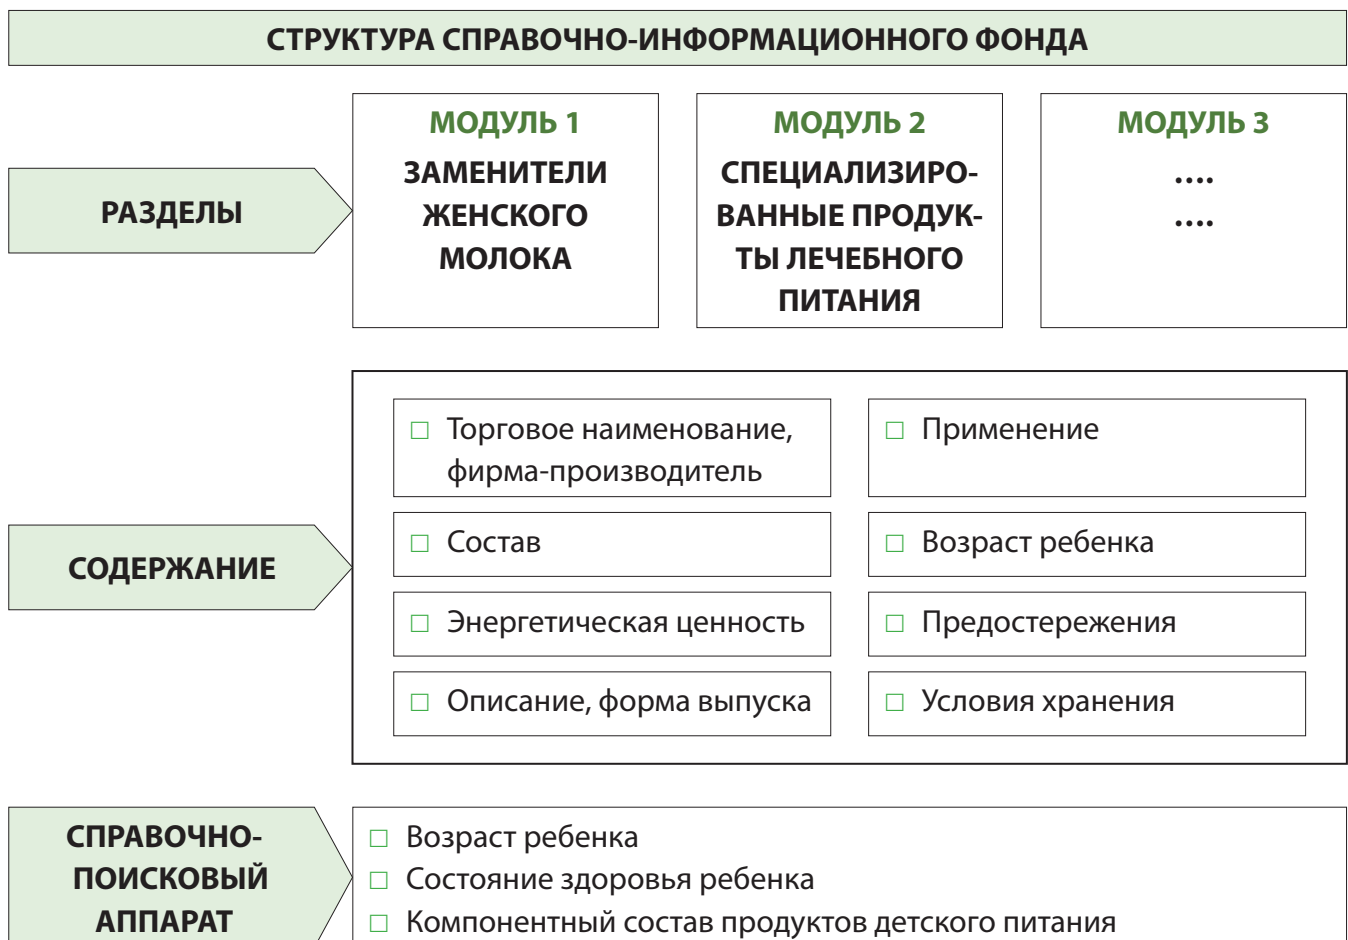 СТРУКТУРА СПРАВОЧНО-ИНФОРМАЦИОННОГО ФОНДА
РАЗДЕЛЫ
МОДУЛЬ 1
ЗАМЕНИТЕЛИ
ЖЕНСКОГО
МОЛОКА
МОДУЛЬ 2
СПЕЦИАЛИЗИРО-
ВАННЫЕ ПРОДУК-
ТЫ ЛЕЧЕБНОГО
ПИТАНИЯ
МОДУЛЬ 3
....
....
СОДЕРЖАНИЕ
Торговое наименование,
фирма-производитель
Состав
Энергетическая ценность
Описание, форма выпуска
Применение
Возраст ребенка
Предостережения
Условия хранения
СПРАВОЧНО-
ПОИСКОВЫЙ
АППАРАТ
Возраст ребенка
Состояние здоровья ребенка
Компонентный состав продуктов детского питания